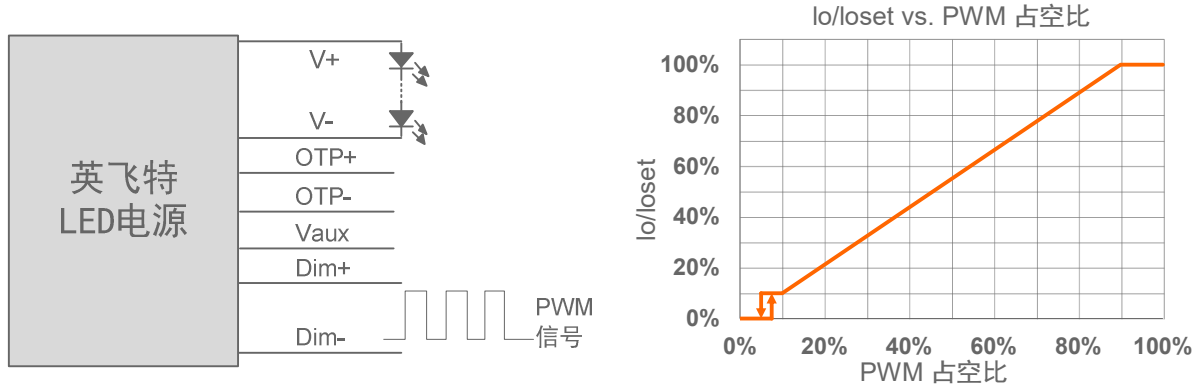 V+
V-
英飞特
LED电源
OTP+
OTP-
Vaux
Dim+
Dim-
PWM
信号
Io/Ioset vs. PWM 占空比
Io/Ioset
100%
80%
60%
40%
20%
0%
0% 20% 40% 60% 80% 100%
PWM 占空比